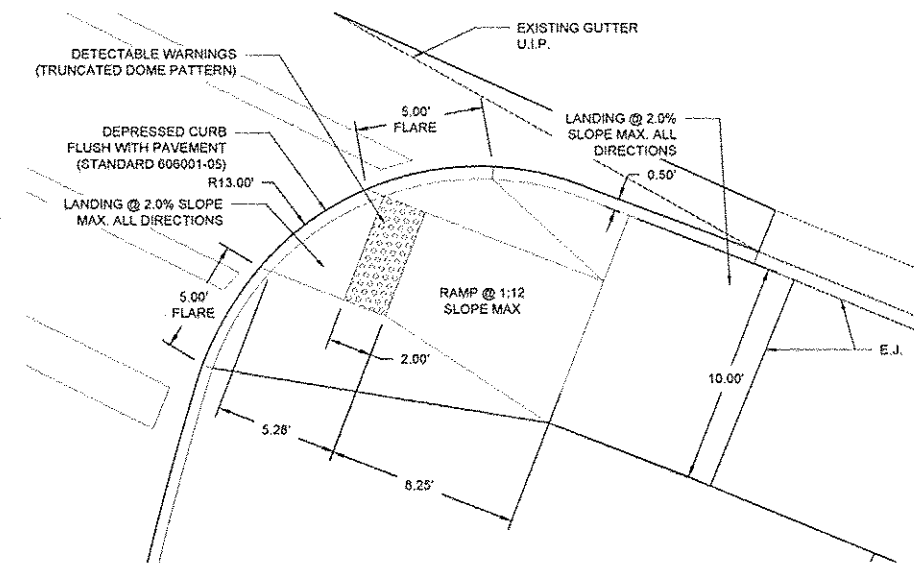 EXISTING GUTTER
U.I.P.
DETECTABLE WARNINGS
(TRUNCATED DOME PATTERN)
5.00'
FLARE
LANDING @ 2.0%
SLOPE MAX. ALL
DIRECTIONS
DEPRESSED CURB
FLUSH WITH PAVEMENT
(STANDARD 606001-05)
R13.00'
0.50'
LANDING @ 2.0% SLOPE
MAX. ALL DIRECTIONS
5.00'
FLARE
RAMP @ 1:12
SLOPE MAX
E.J.
2.00'
10.00'
5.28'
8.25'